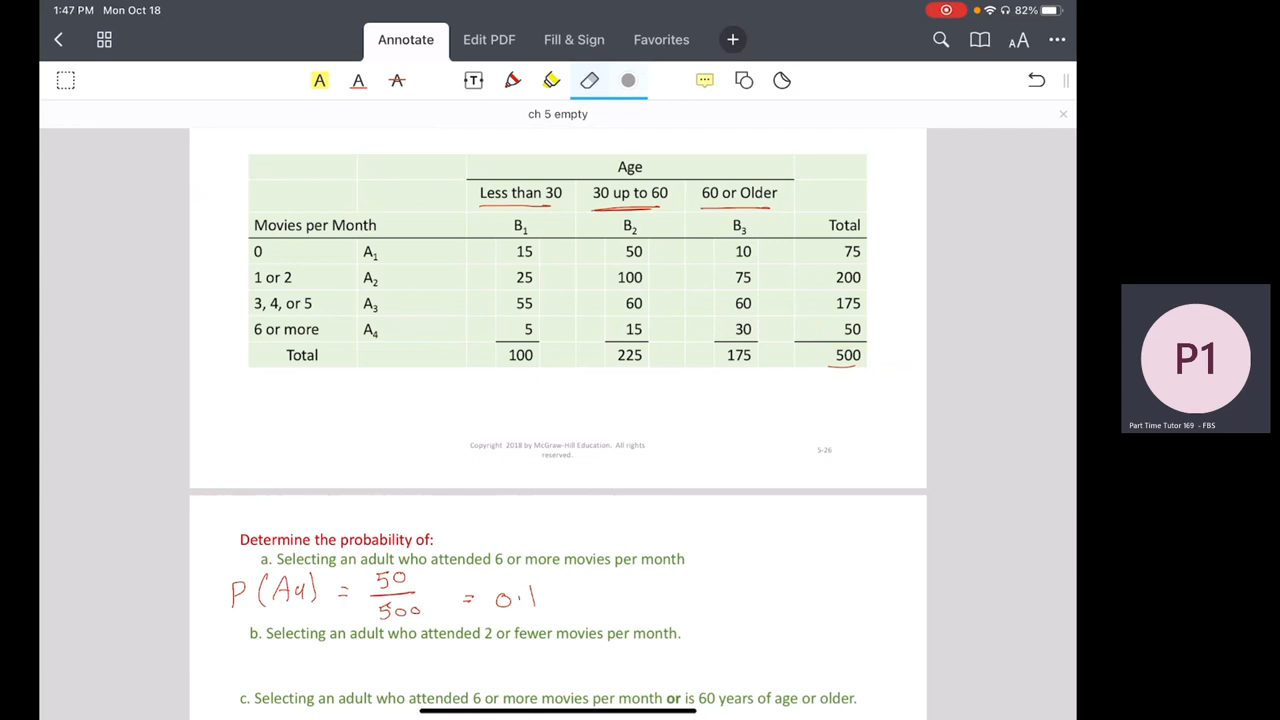 1:47 PM Mon Oct 18
82%
Annotate Edit PDF Fill & Sign Favorites
A A A T AA
ch 5 empty
Age
Less than 30 30 up to 60 60 or Older
Movies per Month B1 B2 B3 Total
0 A1 15 50 10 75
1 or 2 A2 25 100 75 200
3, 4, or 5 A3 55 60 60 175
6 or more A4 5 15 30 50
Total 100 225 175 500
Copyright 2018 by McGraw-Hill Education. All rights
reserved.
5-26
Determine the probability of:
a. Selecting an adult who attended 6 or more movies per month
P(A4) = 50/500 = 0.1
b. Selecting an adult who attended 2 or fewer movies per month.
c. Selecting an adult who attended 6 or more movies per month or is 60 years of age or older.
P1
Part Time Tutor 169 - FBS